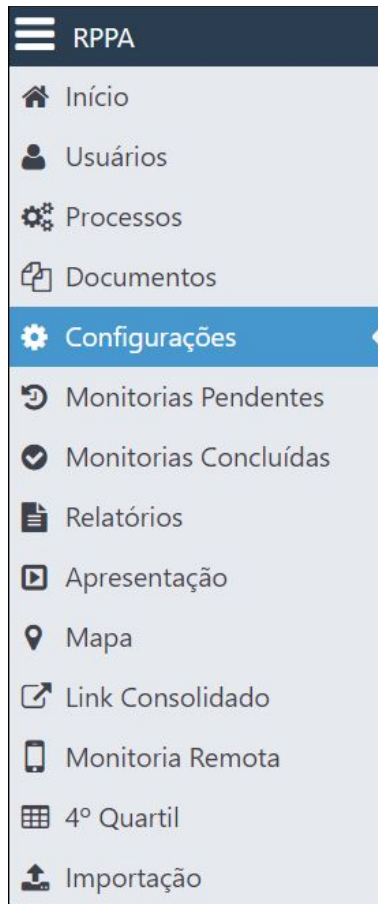 RPPA
Início
Usuários
Processos
Documentos
Configurações
Monitorias Pendentes
Monitorias Concluídas
Relatórios
Apresentação
Mapa
Link Consolidado
Monitoria Remota
4º Quartil
Importação